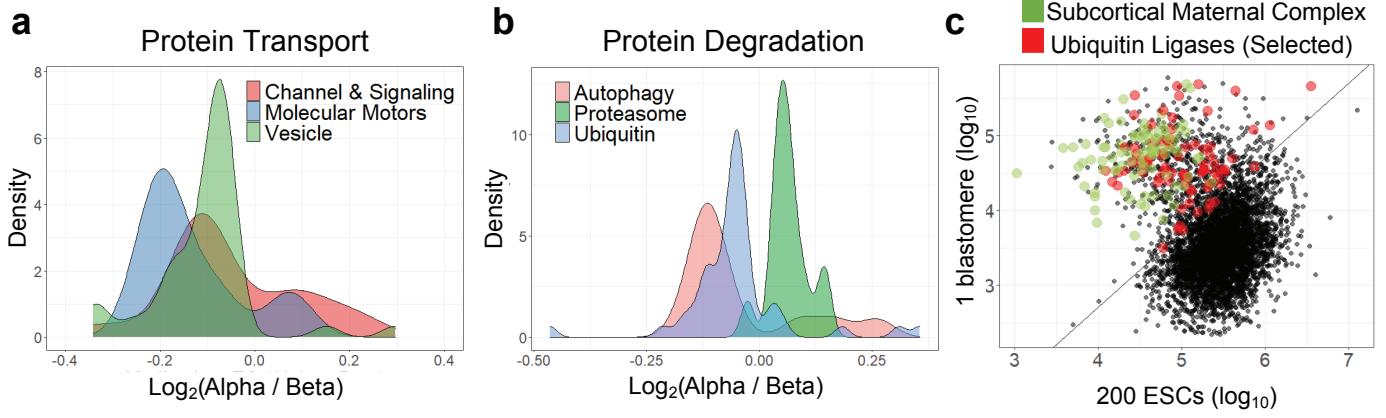 a
Protein Transport
Channel & Signaling
Molecular Motors
Vesicle
Density
8
6
4
2
0
-0.4
-0.2
0.0
0.2
0.4
Log2(Alpha / Beta)
b
Protein Degradation
Autophagy
Proteasome
Ubiquitin
Density
10
5
0
-0.50
-0.25
0.00
0.25
Log2(Alpha / Beta)
c
Subcortical Maternal Complex
Ubiquitin Ligases (Selected)
1 blastomere (log10)
5
4
3
3
4
5
6
7
200 ESCs (log10)